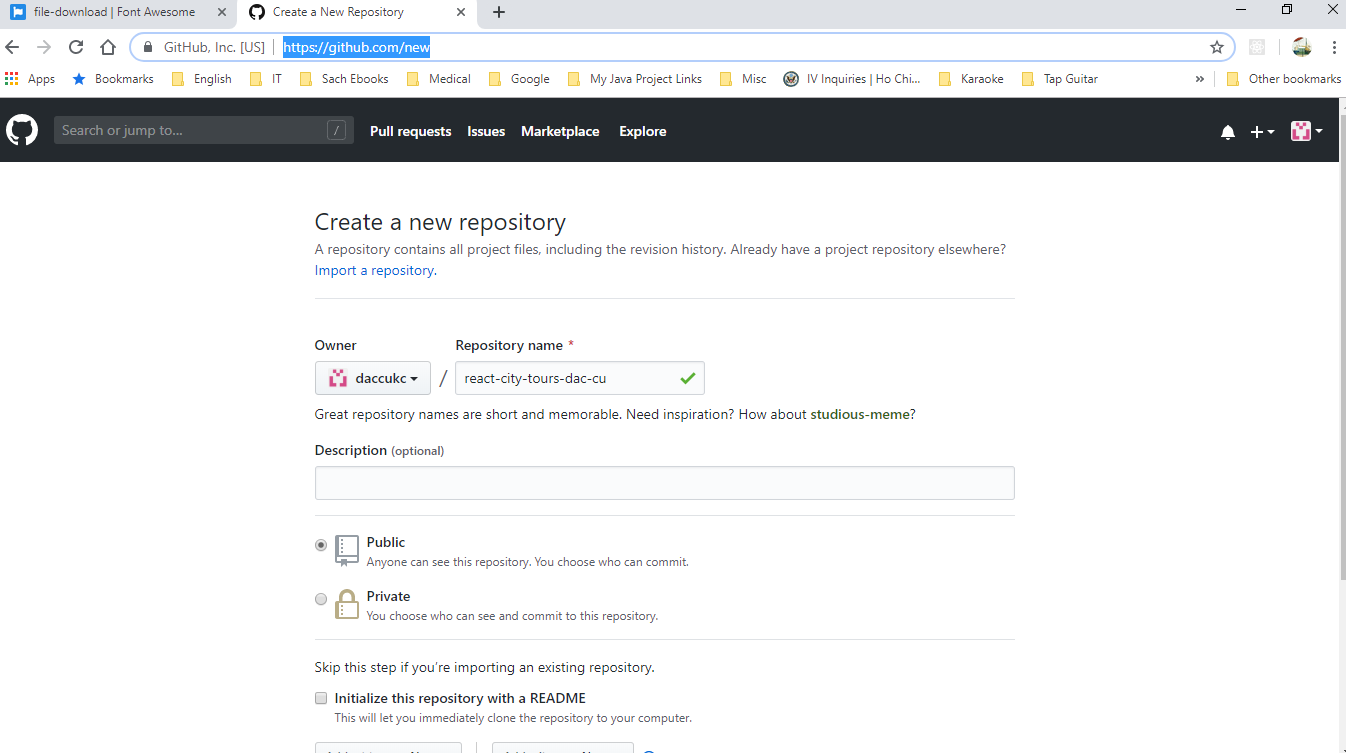 file-download | Font Awesome
Create a New Repository
GitHub, Inc. [US] | https://github.com/new
Apps Bookmarks English IT Sach Ebooks Medical Google My Java Project Links Misc IV Inquiries | Ho Chi... Karaoke Tap Guitar » Other bookmarks
Search or jump to... / Pull requests Issues Marketplace Explore
Create a new repository
A repository contains all project files, including the revision history. Already have a project repository elsewhere?
Import a repository.
Owner Repository name *
daccukc / react-city-tours-dac-cu
Great repository names are short and memorable. Need inspiration? How about studious-meme?
Description (optional)
Public
Anyone can see this repository. You choose who can commit.
Private
You choose who can see and commit to this repository.
Skip this step if you're importing an existing repository.
Initialize this repository with a README
This will let you immediately clone the repository to your computer.